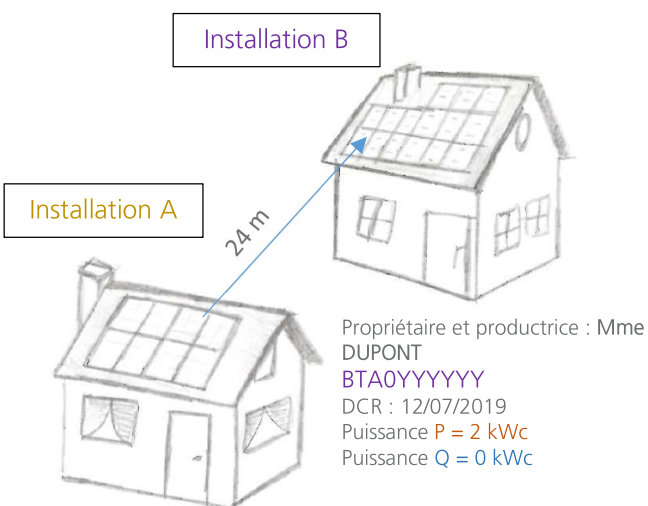 Installation B
Installation A
24 m
Propriétaire et productrice : Mme
DUPONT
BTA0YYYYYY
DCR : 12/07/2019
Puissance P = 2 kWc
Puissance Q = 0 kWc